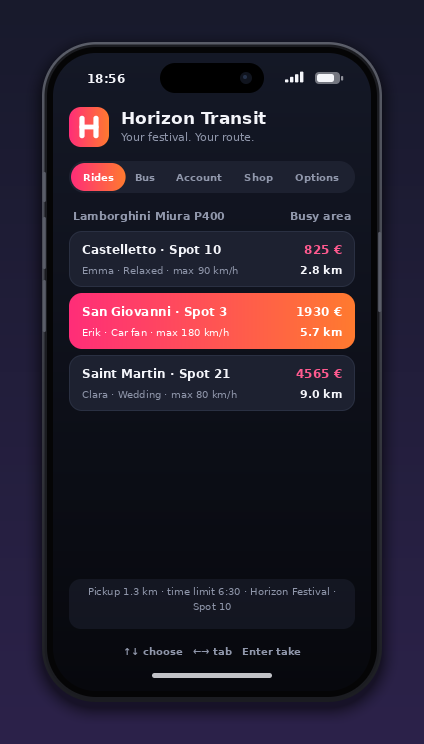 18:56
H
Horizon Transit
Your festival. Your route.
Rides Bus Account Shop Options
Lamborghini Miura P400 Busy area
Castelletto · Spot 10 825 €
Emma · Relaxed · max 90 km/h 2.8 km
San Giovanni · Spot 3 1930 €
Erik · Car fan · max 180 km/h 5.7 km
Saint Martin · Spot 21 4565 €
Clara · Wedding · max 80 km/h 9.0 km
Pickup 1.3 km · time limit 6:30 · Horizon Festival ·
Spot 10
↑↓ choose ←→ tab Enter take